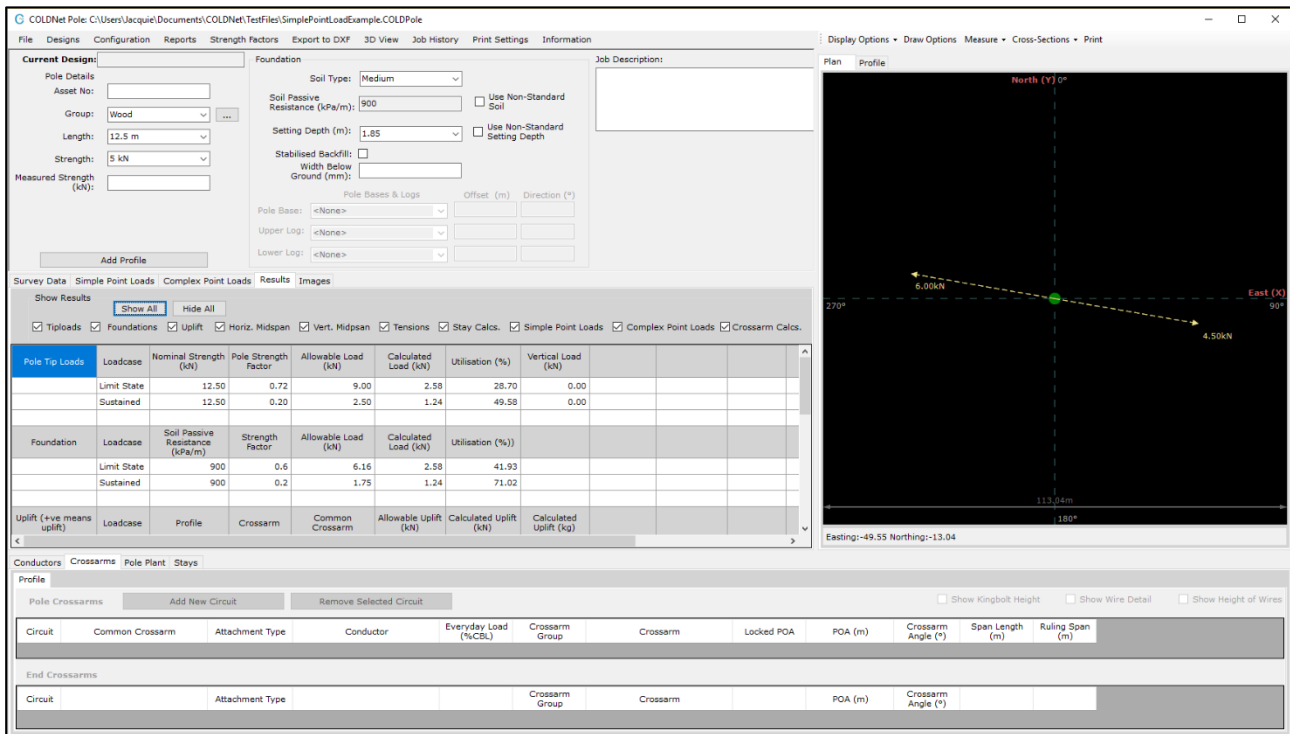 COLDNet Pole: C:\Users\Jacquie\Documents\COLDNet\TestFiles\SimplePointLoadExample.COLDPole
File Designs Configuration Reports Strength Factors Export to DXF 3D View Job History Print Settings Information
Current Design:
Pole Details
Asset No:
Group: Wood ...
Length: 12.5 m
Strength: 5 kN
Measured Strength
(kN):
Add Profile
Foundation
Soil Type: Medium
Soil Passive
Resistance (kPa/m): 900
Use Non-Standard
Soil
Setting Depth (m): 1.85
Use Non-Standard
Setting Depth
Stabilised Backfill:
Width Below
Ground (mm):
Pole Bases & Logs Offset (m) Direction (°)
Pole Base: <None>
Upper Log: <None>
Lower Log: <None>
Job Description:
Survey Data Simple Point Loads Complex Point Loads Results Images
Show Results
Show All Hide All
Tiploads Foundations Uplift Horiz. Midspan Vert. Midpsan Tensions Stay Calcs. Simple Point Loads Complex Point Loads Crossarm Calcs.
Pole Tip Loads Loadcase Nominal Strength (kN) Pole Strength Factor Allowable Load (kN) Calculated Load (kN) Utilisation (%) Vertical Load (kN)
Limit State 12.50 0.72 9.00 2.58 28.70 0.00
Sustained 12.50 0.20 2.50 1.24 49.58 0.00
Foundation Loadcase Soil Passive Resistance (kPa/m) Strength Factor Allowable Load (kN) Calculated Load (kN) Utilisation (%))
Limit State 900 0.6 6.16 2.58 41.93
Sustained 900 0.2 1.75 1.24 71.02
Uplift (+ve means uplift) Loadcase Profile Crossarm Common Crossarm Allowable Uplift (kN) Calculated Uplift (kN) Calculated Uplift (kg)
Display Options Draw Options Measure Cross-Sections Print
Plan Profile
North (Y) 0°
6.00kN
270°
East (X)
90°
4.50kN
113.04m
180°
Easting:-49.55 Northing:-13.04
Conductors Crossarms Pole Plant Stays
Profile
Pole Crossarms Add New Circuit Remove Selected Circuit Show Kingbolt Height Show Wire Detail Show Height of Wires
Circuit Common Crossarm Attachment Type Conductor Everyday Load (%CBL) Crossarm Group Crossarm Locked POA POA (m) Crossarm Angle (°) Span Length (m) Ruling Span (m)
End Crossarms
Circuit Attachment Type Crossarm Group Crossarm POA (m) Crossarm Angle (°)